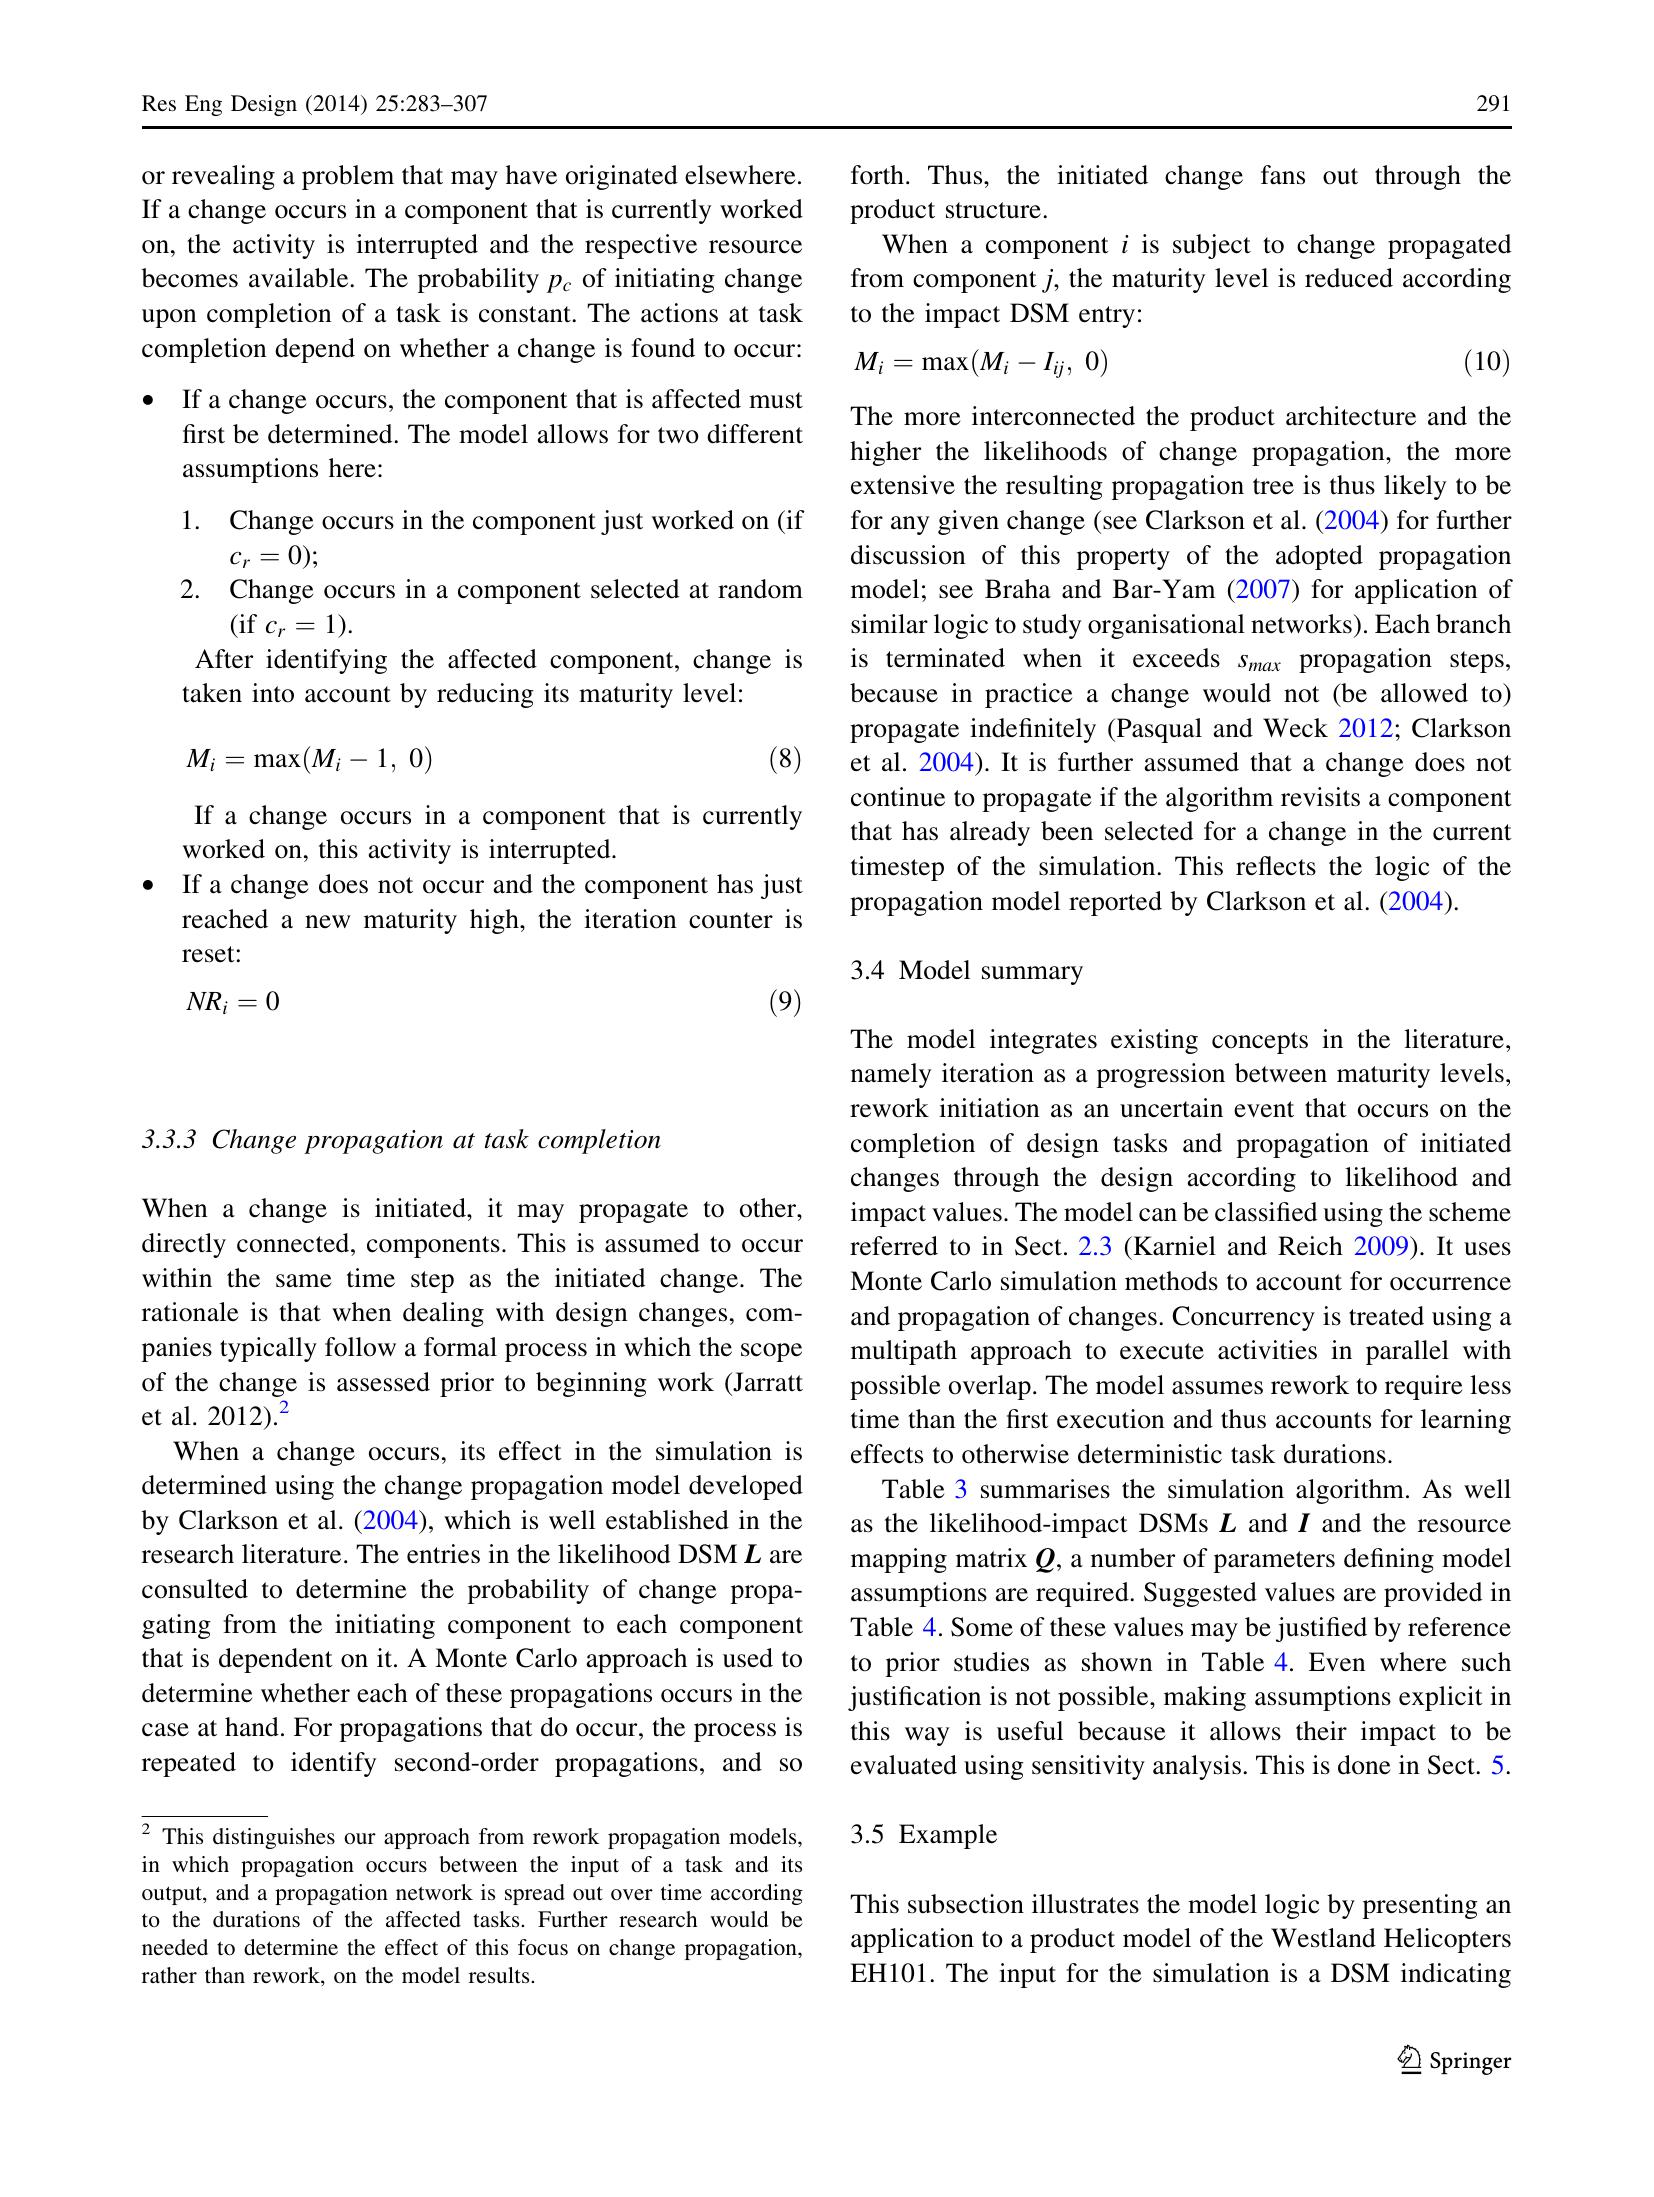 Res Eng Design (2014) 25:283–307
291
or revealing a problem that may have originated elsewhere.
If a change occurs in a component that is currently worked
on, the activity is interrupted and the respective resource
becomes available. The probability p_c of initiating change
upon completion of a task is constant. The actions at task
completion depend on whether a change is found to occur:
• If a change occurs, the component that is affected must
first be determined. The model allows for two different
assumptions here:
1. Change occurs in the component just worked on (if
c_r = 0);
2. Change occurs in a component selected at random
(if c_r = 1).
After identifying the affected component, change is
taken into account by reducing its maturity level:
M_i = max(M_i − 1, 0) (8)
If a change occurs in a component that is currently
worked on, this activity is interrupted.
• If a change does not occur and the component has just
reached a new maturity high, the iteration counter is
reset:
NR_i = 0 (9)
3.3.3 Change propagation at task completion
When a change is initiated, it may propagate to other,
directly connected, components. This is assumed to occur
within the same time step as the initiated change. The
rationale is that when dealing with design changes, com-
panies typically follow a formal process in which the scope
of the change is assessed prior to beginning work (Jarratt
et al. 2012).2
When a change occurs, its effect in the simulation is
determined using the change propagation model developed
by Clarkson et al. (2004), which is well established in the
research literature. The entries in the likelihood DSM L are
consulted to determine the probability of change propa-
gating from the initiating component to each component
that is dependent on it. A Monte Carlo approach is used to
determine whether each of these propagations occurs in the
case at hand. For propagations that do occur, the process is
repeated to identify second-order propagations, and so
2 This distinguishes our approach from rework propagation models,
in which propagation occurs between the input of a task and its
output, and a propagation network is spread out over time according
to the durations of the affected tasks. Further research would be
needed to determine the effect of this focus on change propagation,
rather than rework, on the model results.
forth. Thus, the initiated change fans out through the
product structure.
When a component i is subject to change propagated
from component j, the maturity level is reduced according
to the impact DSM entry:
M_i = max(M_i − I_ij, 0) (10)
The more interconnected the product architecture and the
higher the likelihoods of change propagation, the more
extensive the resulting propagation tree is thus likely to be
for any given change (see Clarkson et al. (2004) for further
discussion of this property of the adopted propagation
model; see Braha and Bar-Yam (2007) for application of
similar logic to study organisational networks). Each branch
is terminated when it exceeds s_max propagation steps,
because in practice a change would not (be allowed to)
propagate indefinitely (Pasqual and Weck 2012; Clarkson
et al. 2004). It is further assumed that a change does not
continue to propagate if the algorithm revisits a component
that has already been selected for a change in the current
timestep of the simulation. This reflects the logic of the
propagation model reported by Clarkson et al. (2004).
3.4 Model summary
The model integrates existing concepts in the literature,
namely iteration as a progression between maturity levels,
rework initiation as an uncertain event that occurs on the
completion of design tasks and propagation of initiated
changes through the design according to likelihood and
impact values. The model can be classified using the scheme
referred to in Sect. 2.3 (Karniel and Reich 2009). It uses
Monte Carlo simulation methods to account for occurrence
and propagation of changes. Concurrency is treated using a
multipath approach to execute activities in parallel with
possible overlap. The model assumes rework to require less
time than the first execution and thus accounts for learning
effects to otherwise deterministic task durations.
Table 3 summarises the simulation algorithm. As well
as the likelihood-impact DSMs L and I and the resource
mapping matrix Q, a number of parameters defining model
assumptions are required. Suggested values are provided in
Table 4. Some of these values may be justified by reference
to prior studies as shown in Table 4. Even where such
justification is not possible, making assumptions explicit in
this way is useful because it allows their impact to be
evaluated using sensitivity analysis. This is done in Sect. 5.
3.5 Example
This subsection illustrates the model logic by presenting an
application to a product model of the Westland Helicopters
EH101. The input for the simulation is a DSM indicating
Springer